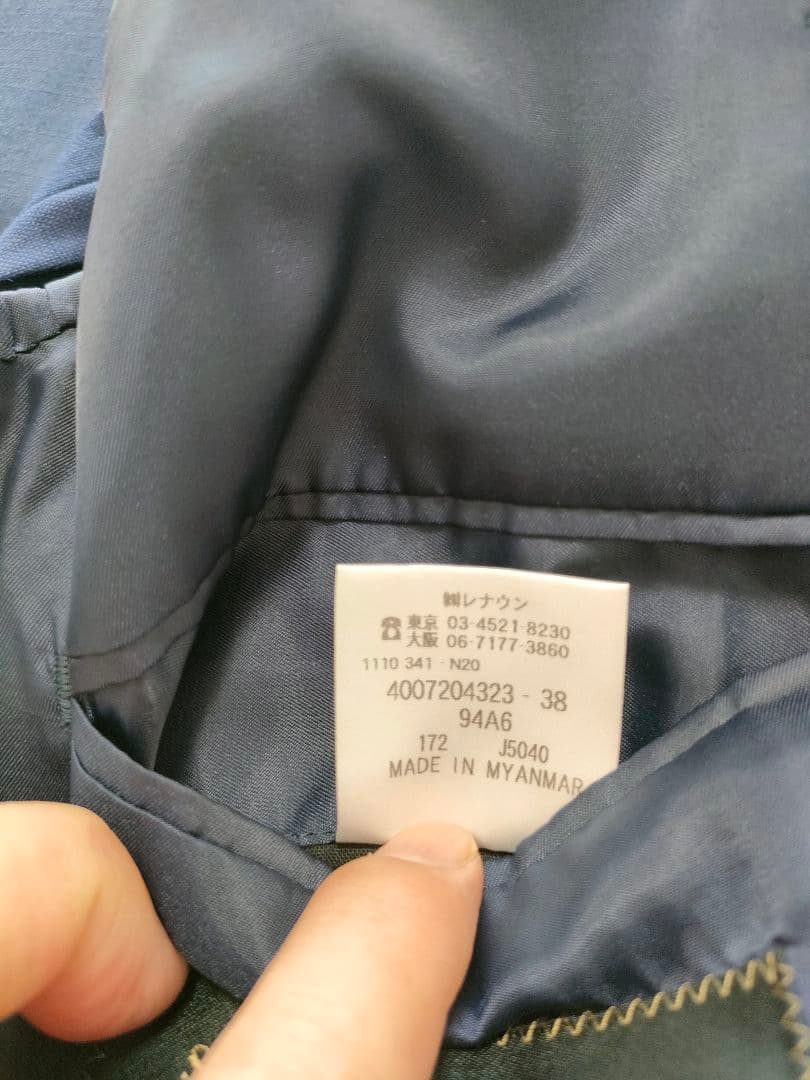 ㈱レナウン
☎ 東京 03-4521-8230
大阪 06-7177-3860
1110 341 - N20
4007204323 - 38
94A6
172 J5040
MADE IN MYANMAR